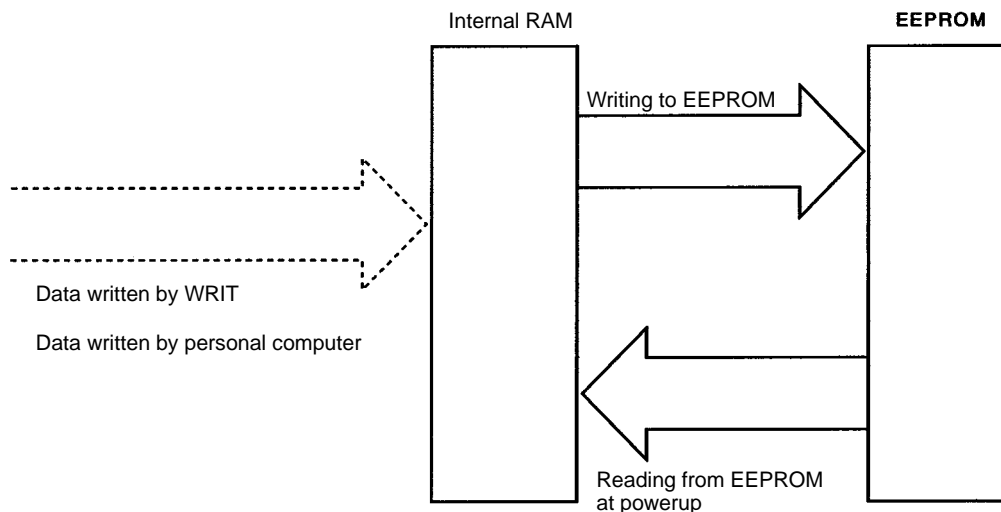 Internal RAM
EEPROM
Writing to EEPROM
Data written by WRIT
Data written by personal computer
Reading from EEPROM
at powerup